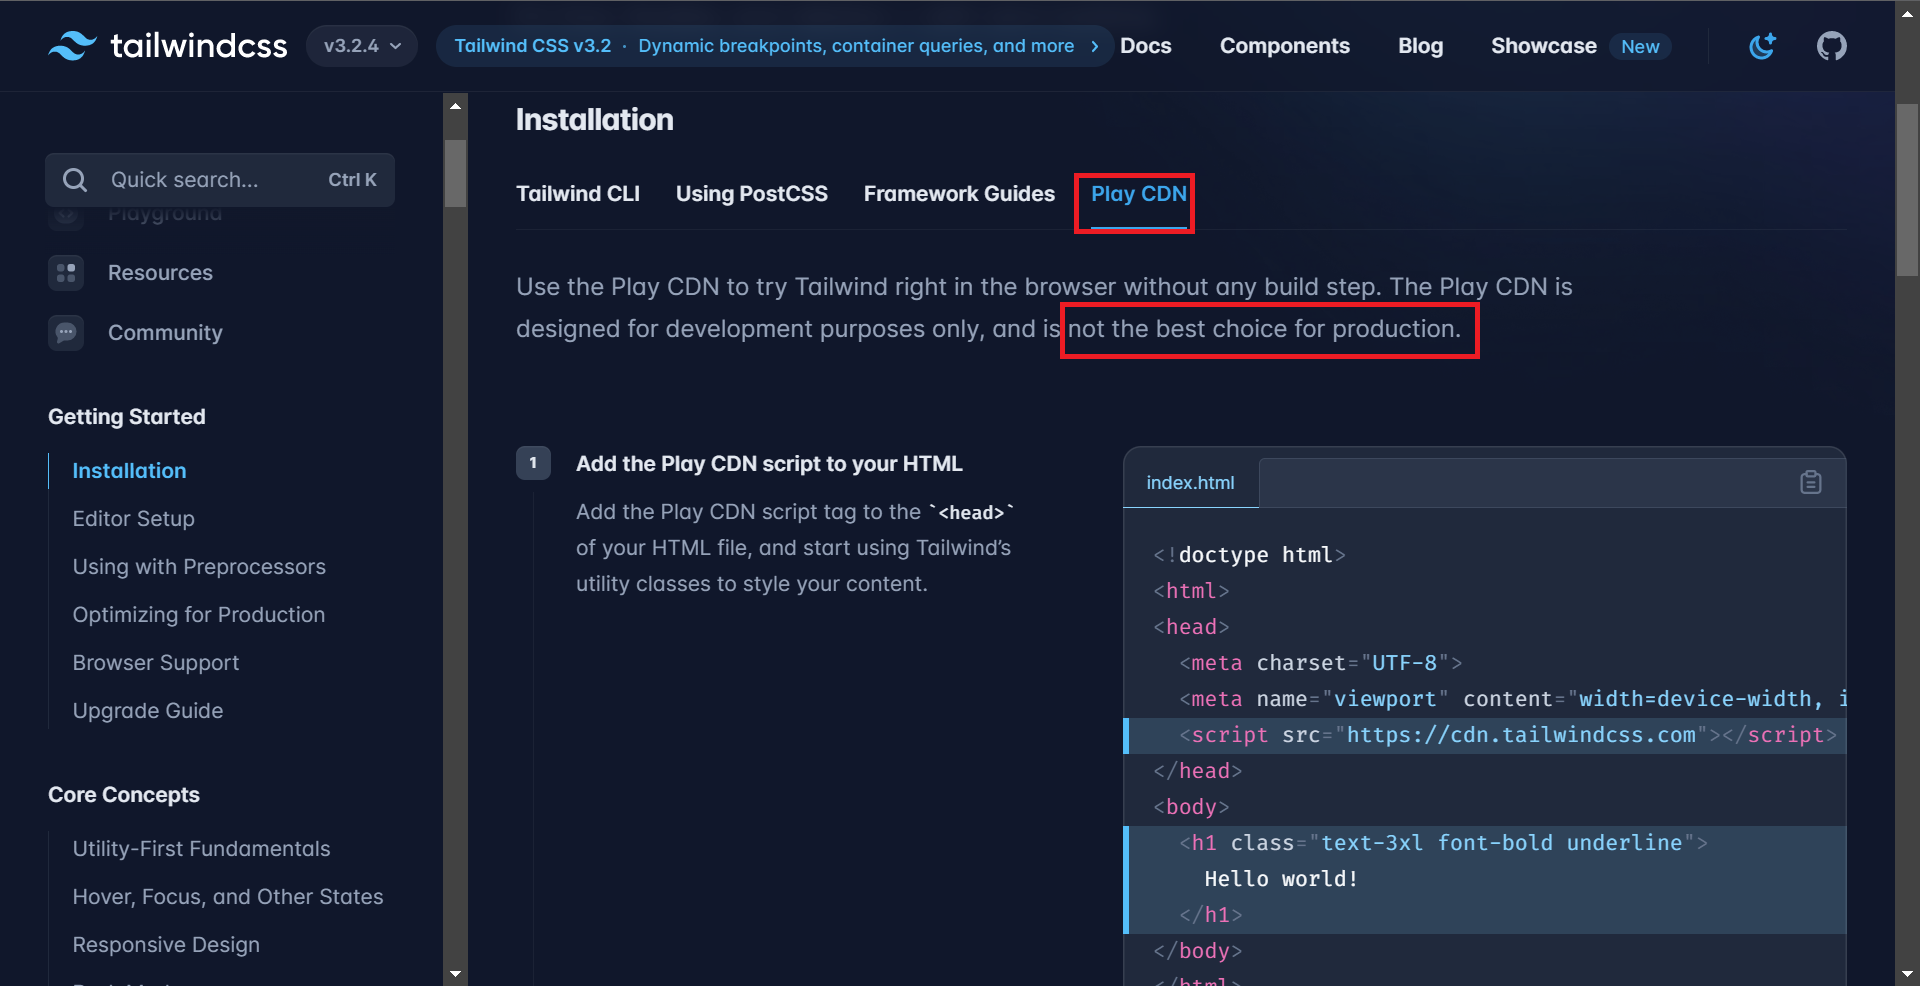 tailwindcss
v3.2.4
Tailwind CSS v3.2 · Dynamic breakpoints, container queries, and more
Docs
Components
Blog
Showcase
New
Quick search...
Ctrl K
Playground
Resources
Community
Getting Started
Installation
Editor Setup
Using with Preprocessors
Optimizing for Production
Browser Support
Upgrade Guide
Core Concepts
Utility-First Fundamentals
Hover, Focus, and Other States
Responsive Design
Installation
Tailwind CLI
Using PostCSS
Framework Guides
Play CDN
Use the Play CDN to try Tailwind right in the browser without any build step. The Play CDN is
designed for development purposes only, and is not the best choice for production.
1
Add the Play CDN script to your HTML
Add the Play CDN script tag to the `<head>`
of your HTML file, and start using Tailwind’s
utility classes to style your content.
index.html
<!doctype html>
<html>
<head>
<meta charset="UTF-8">
<meta name="viewport" content="width=device-width, i
<script src="https://cdn.tailwindcss.com"></script>
</head>
<body>
<h1 class="text-3xl font-bold underline">
Hello world!
</h1>
</body>
</html>